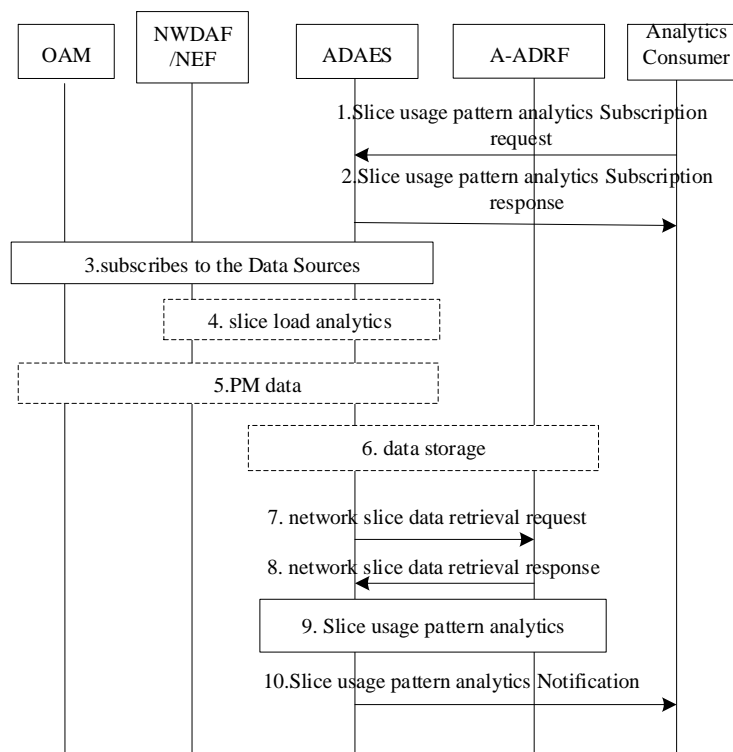 OAM
NWDAF
/NEF
ADAES
A-ADRF
Analytics
Consumer
1.Slice usage pattern analytics Subscription
request
2.Slice usage pattern analytics Subscription
response
3.subscribes to the Data Sources
4. slice load analytics
5.PM data
6. data storage
7. network slice data retrieval request
8. network slice data retrieval response
9. Slice usage pattern analytics
10.Slice usage pattern analytics Notification